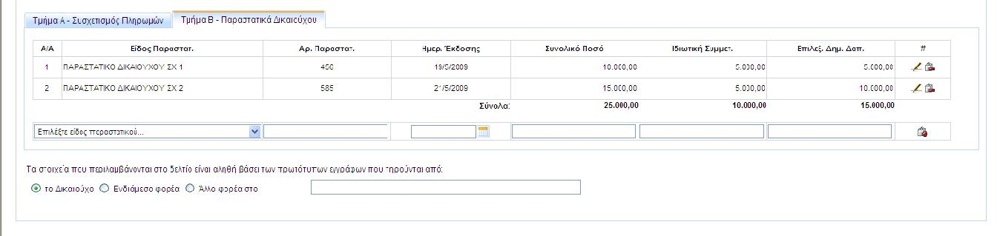 Τμήμα Α - Συσχετισμός Πληρωμών Τμήμα Β - Παραστατικά Δικαιούχου
Α/Α Είδος Παραστατ. Αρ. Παραστατ. Ημερ. Έκδοσης Συνολικό Ποσό Ιδιωτική Συμμετ. Επιλεξ. Δημ. Δαπ. #
1 ΠΑΡΑΣΤΑΤΙΚΟ ΔΙΚΑΙΟΥΧΟΥ ΣΧ 1 456 19/5/2009 10.000,00 5.000,00 5.000,00
2 ΠΑΡΑΣΤΑΤΙΚΟ ΔΙΚΑΙΟΥΧΟΥ ΣΧ 2 585 21/5/2009 15.000,00 5.000,00 10.000,00
Σύνολα: 25.000,00 10.000,00 15.000,00
Επιλέξτε είδος παραστατικού...
Τα στοιχεία που περιλαμβάνονται στο δελτίο είναι αληθή βάσει των πρωτότυπων εγγράφων που τηρούνται από:
το Δικαιούχο Ενδιάμεσο φορέα Άλλο φορέα στο